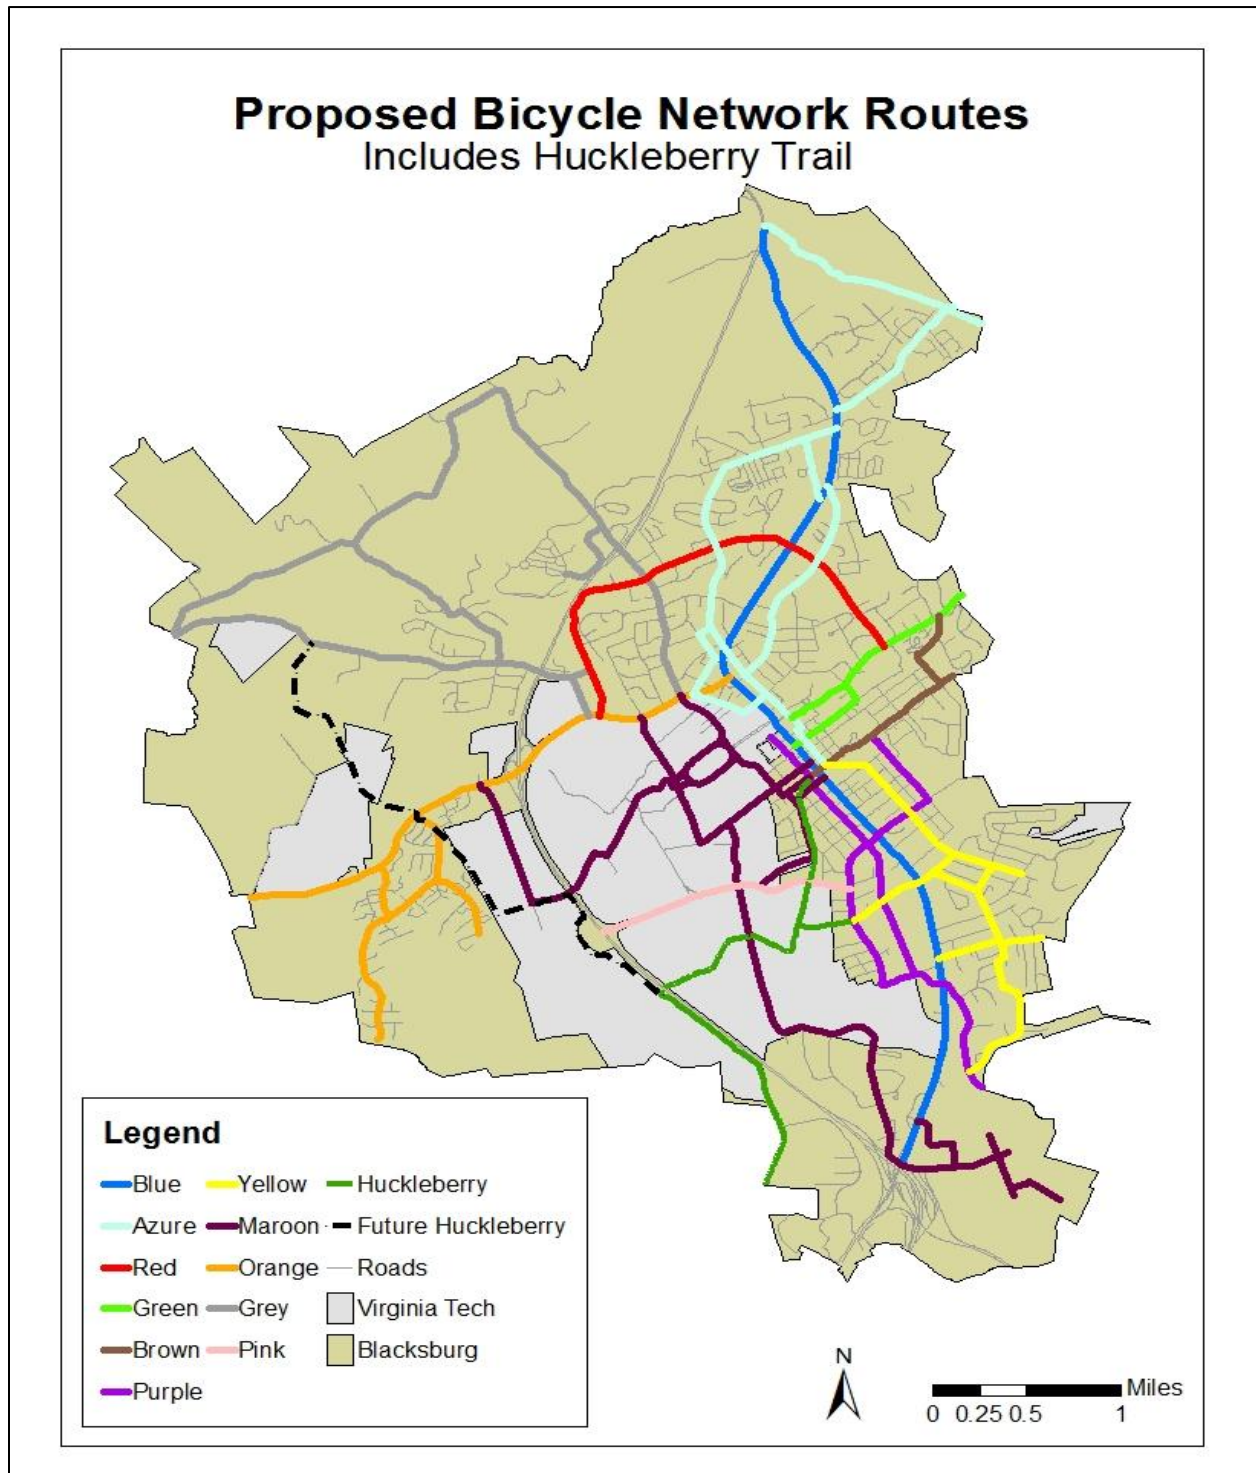 Proposed Bicycle Network Routes
Includes Huckleberry Trail
Legend
Blue Yellow Huckleberry
Azure Maroon Future Huckleberry
Red Orange Roads
Green Grey Virginia Tech
Brown Pink Blacksburg
Purple
N
Miles
0 0.25 0.5 1